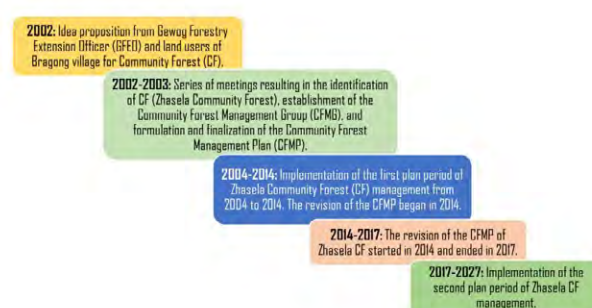 2002: Idea proposition from Gewog Forestry
Extension Officer (GFEO) and land users of
Bragong village for Community Forest (CF).
2002-2003: Series of meetings resulting in the identification
of CF (Zhasela Community Forest), establishment of the
Community Forest Management Group (CFMG), and
formulation and finalization of the Community Forest
Management Plan (CFMP).
2004-2014: Implementation of the first plan period of
Zhasela Community Forest (CF) management from
2004 to 2014. The revision of the CFMP began in 2014.
2014-2017: The revision of the CFMP of
Zhasela CF started in 2014 and ended in 2017.
2017-2027: Implementation of the
second plan period of Zhasela CF
management.